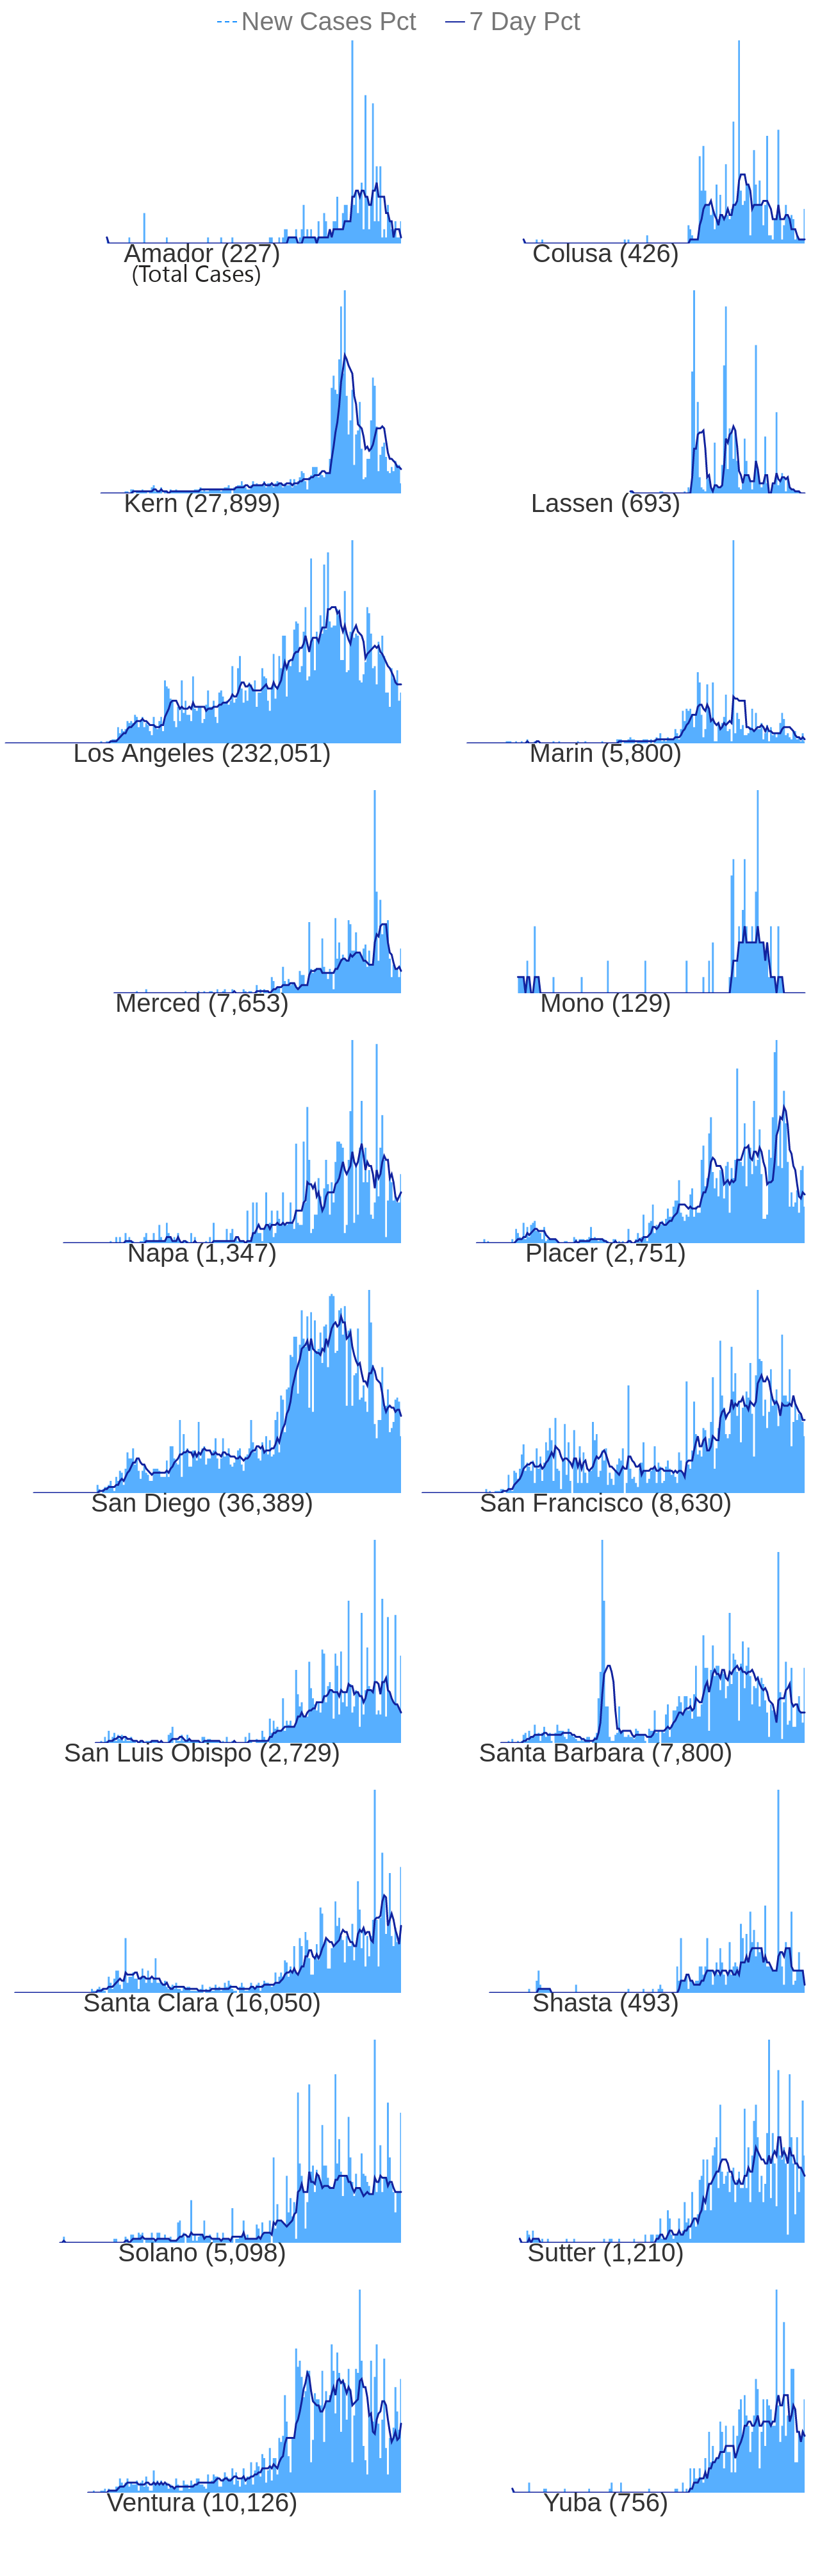 New Cases Pct 7 Day Pct
Amador (227) Colusa (426)
(Total Cases)
Kern (27,899) Lassen (693)
Los Angeles (232,051) Marin (5,800)
Merced (7,653) Mono (129)
Napa (1,347) Placer (2,751)
San Diego (36,389) San Francisco (8,630)
San Luis Obispo (2,729) Santa Barbara (7,800)
Santa Clara (16,050) Shasta (493)
Solano (5,098) Sutter (1,210)
Ventura (10,126) Yuba (756)